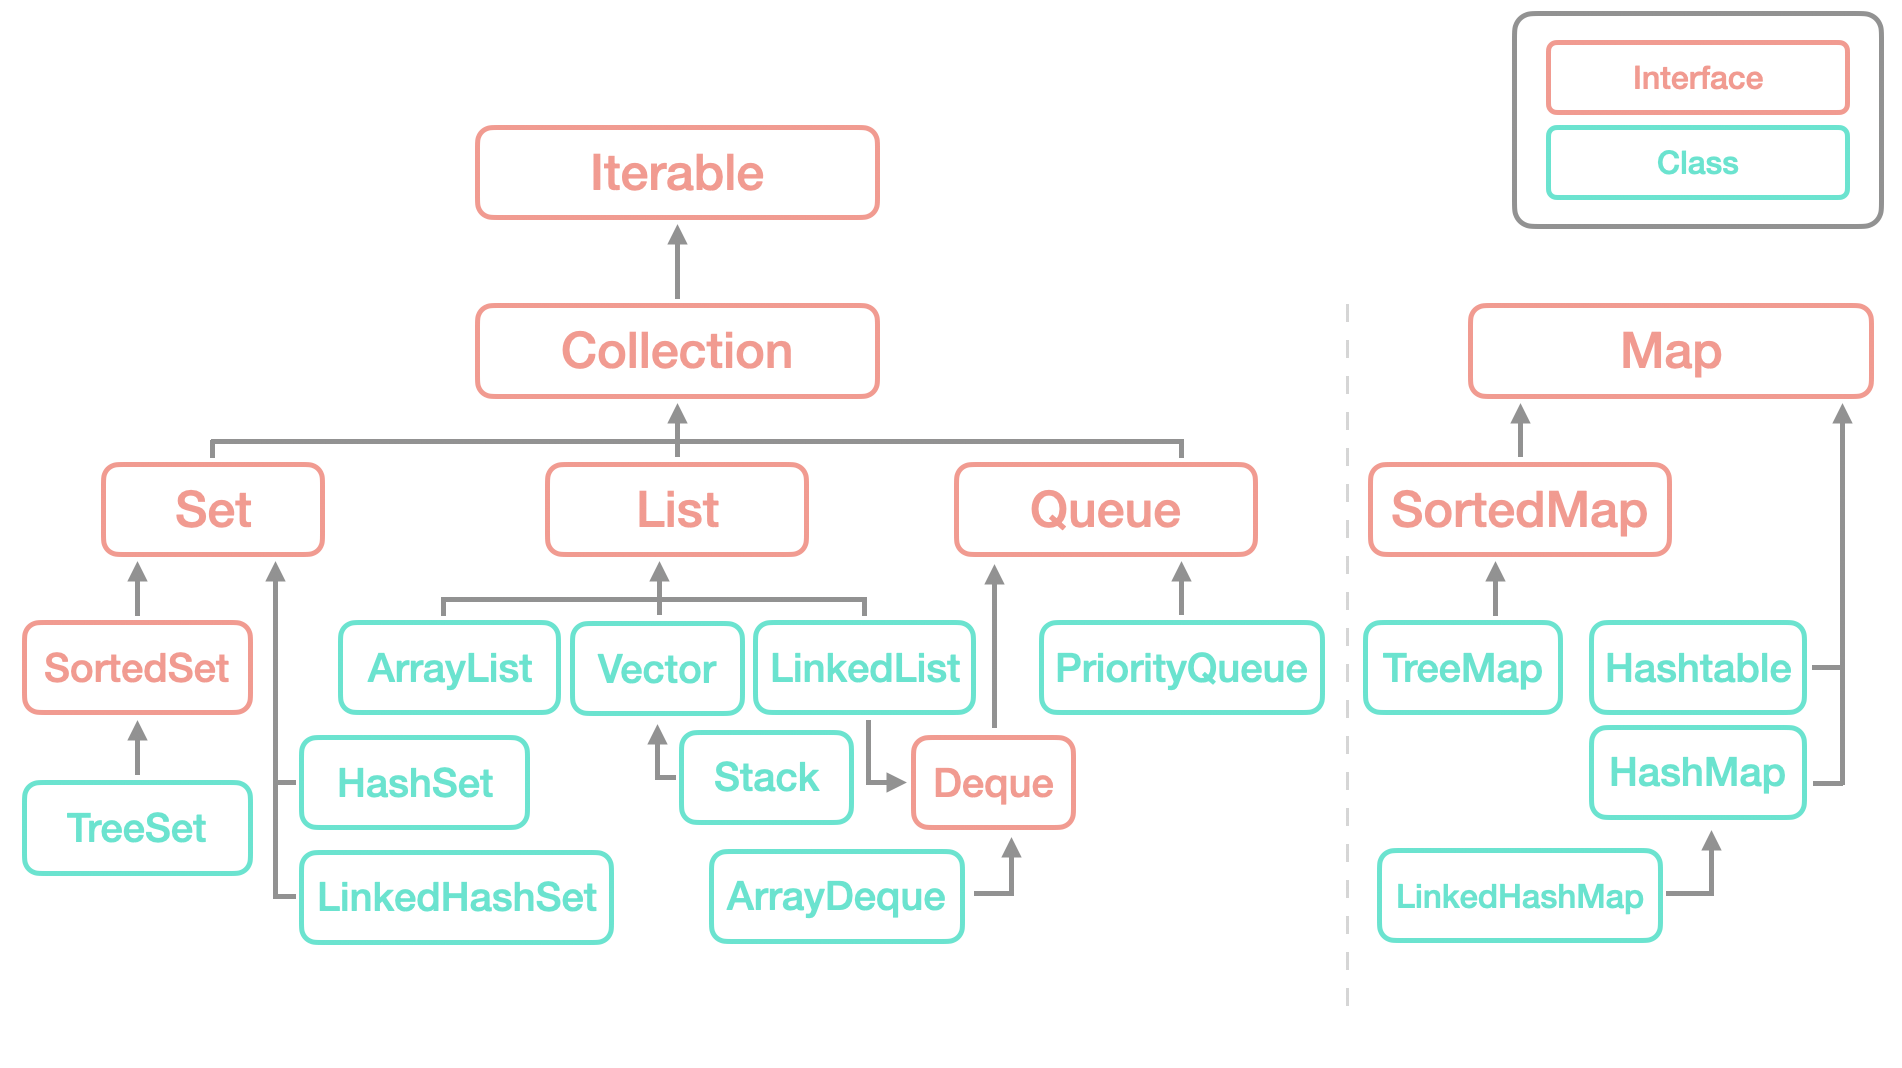 Interface
Class
Iterable
Collection
Map
Set
List
Queue
SortedMap
SortedSet
ArrayList
Vector
LinkedList
PriorityQueue
TreeMap
Hashtable
HashSet
Stack
Deque
HashMap
TreeSet
LinkedHashSet
ArrayDeque
LinkedHashMap